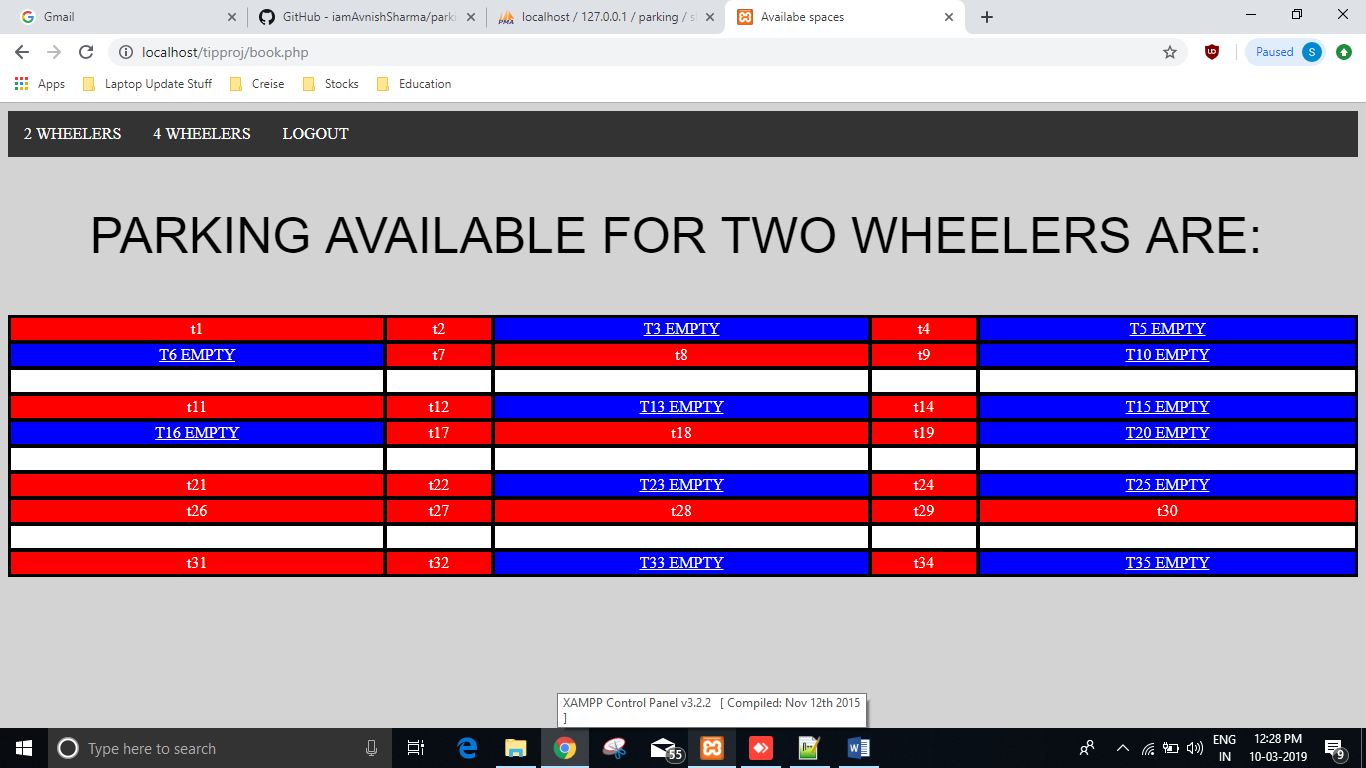 Gmail
GitHub - iamAvnishSharma/parki
localhost / 127.0.0.1 / parking / sl
Availabe spaces
localhost/tipproj/book.php
Paused S
Apps Laptop Update Stuff Creise Stocks Education
2 WHEELERS 4 WHEELERS LOGOUT
PARKING AVAILABLE FOR TWO WHEELERS ARE:
t1 t2 T3 EMPTY t4 T5 EMPTY
T6 EMPTY t7 t8 t9 T10 EMPTY
t11 t12 T13 EMPTY t14 T15 EMPTY
T16 EMPTY t17 t18 t19 T20 EMPTY
t21 t22 T23 EMPTY t24 T25 EMPTY
t26 t27 t28 t29 t30
t31 t32 T33 EMPTY t34 T35 EMPTY
XAMPP Control Panel v3.2.2 [ Compiled: Nov 12th 2015
]
Type here to search
55
ENG
IN
12:28 PM
10-03-2019
9